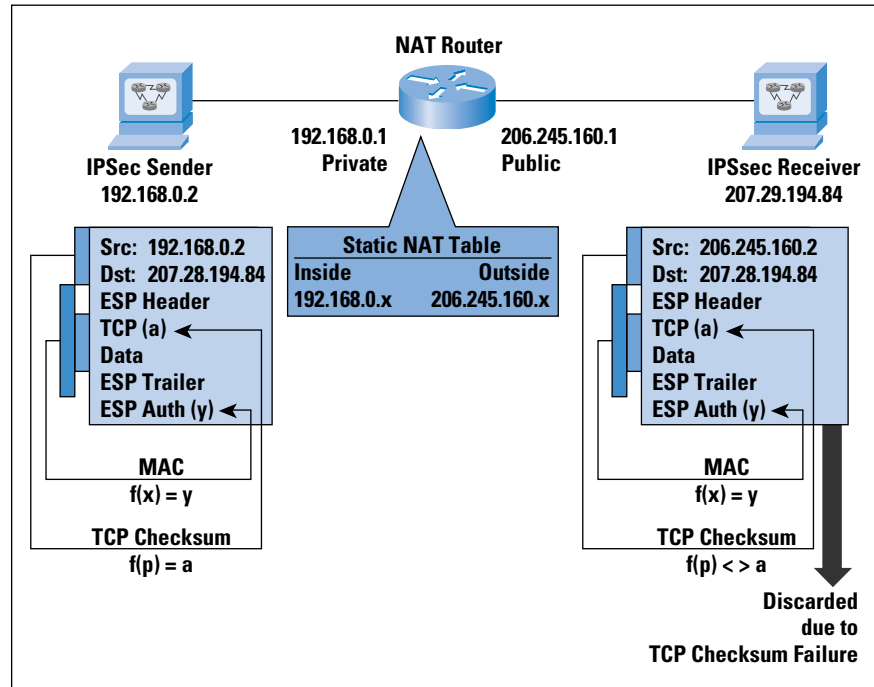 NAT Router
192.168.0.1
Private
206.245.160.1
Public
IPSec Sender
192.168.0.2
IPSsec Receiver
207.29.194.84
Src: 192.168.0.2
Dst: 207.28.194.84
ESP Header
TCP (a)
Data
ESP Trailer
ESP Auth (y)
MAC
f(x) = y
TCP Checksum
f(p) = a
Static NAT Table
Inside Outside
192.168.0.x 206.245.160.x
Src: 206.245.160.2
Dst: 207.28.194.84
ESP Header
TCP (a)
Data
ESP Trailer
ESP Auth (y)
MAC
f(x) = y
TCP Checksum
f(p) < > a
Discarded
due to
TCP Checksum Failure